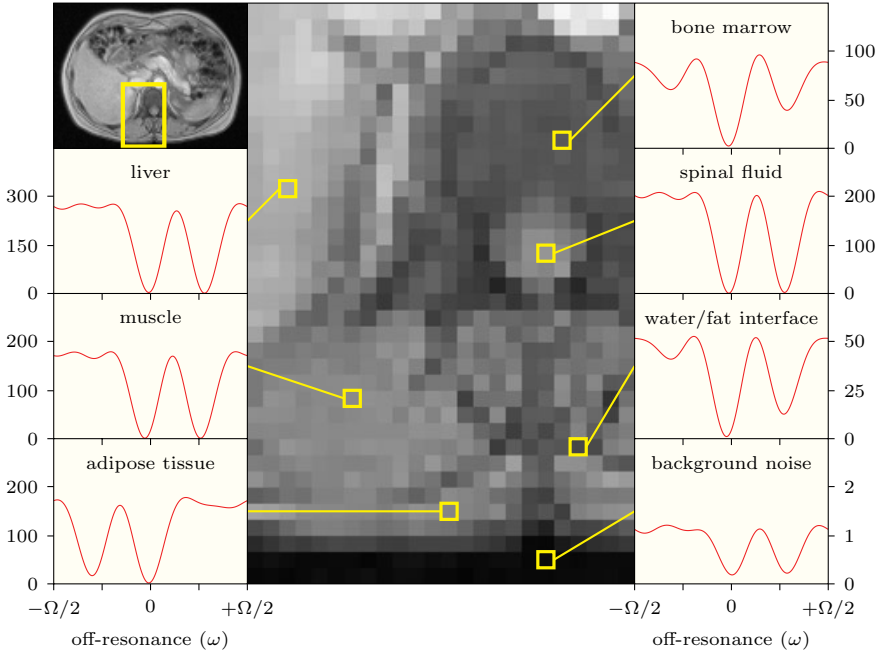 bone marrow
100
50
0
liver
300
150
0
spinal fluid
200
100
0
muscle
200
100
0
water/fat interface
50
25
0
adipose tissue
200
100
0
background noise
2
1
0
−Ω/2 0 +Ω/2
off-resonance (ω)
−Ω/2 0 +Ω/2
off-resonance (ω)